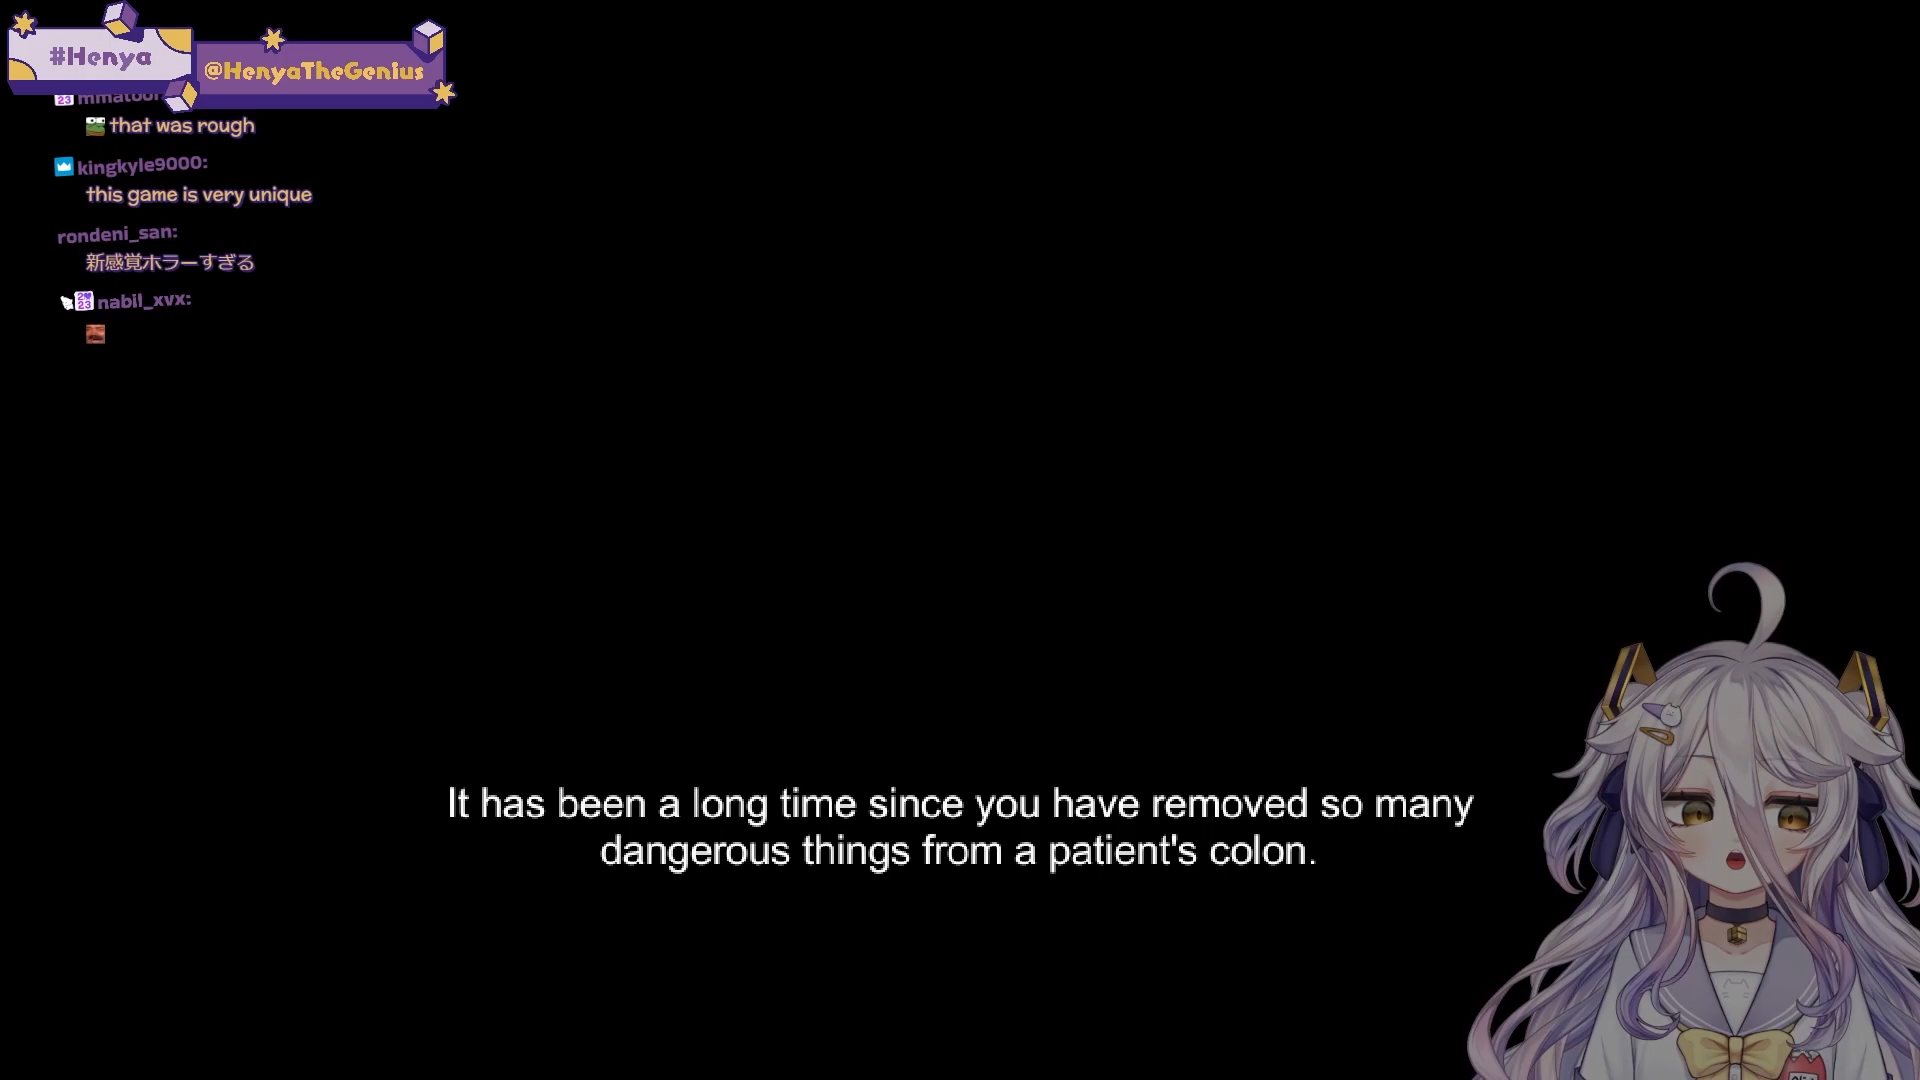 #Henya
@HenyaTheGenius
that was rough
kingkyle9000:
this game is very unique
rondeni_san:
新感覚ホラーすぎる
nabil_xvx:
It has been a long time since you have removed so many
dangerous things from a patient's colon.